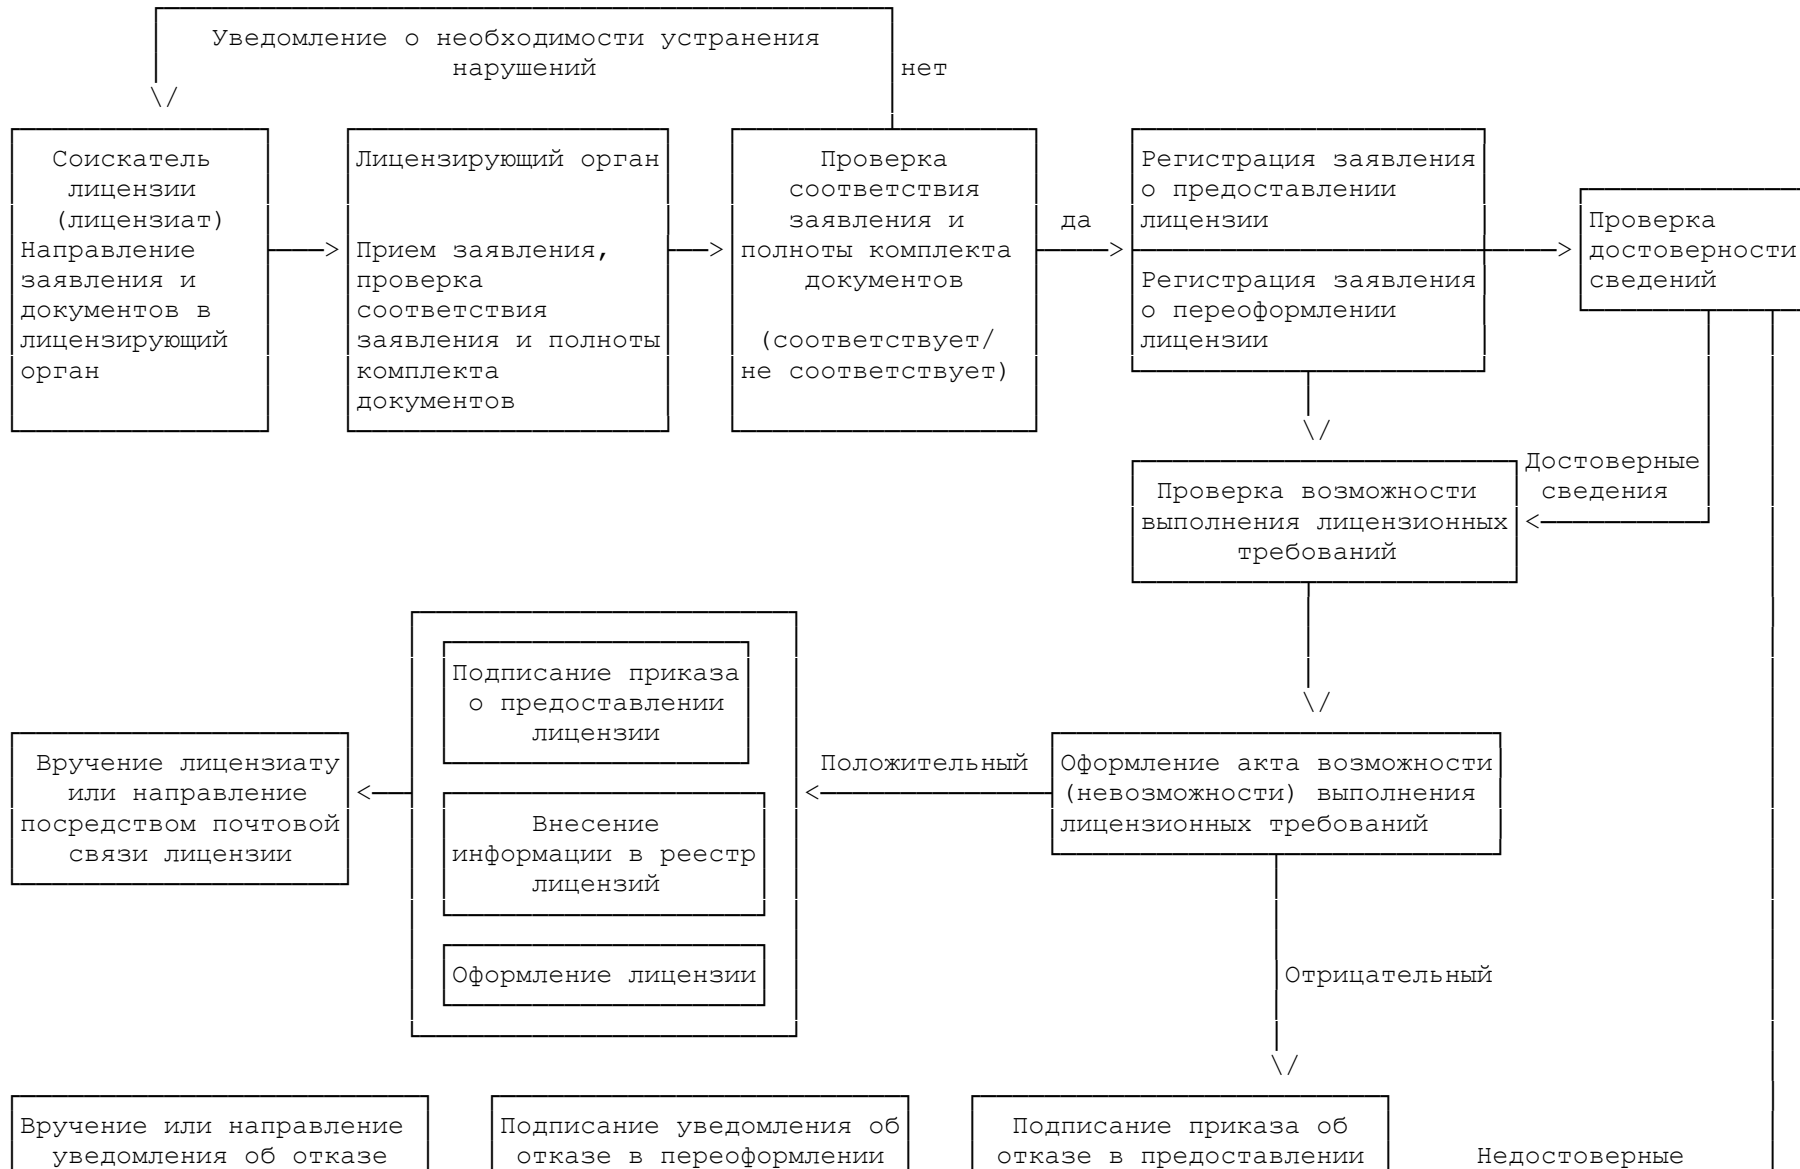 Уведомление о необходимости устранения
нарушений
нет
Соискатель
лицензии
(лицензиат)
Направление
заявления и
документов в
лицензирующий
орган
Лицензирующий орган
Прием заявления,
проверка
соответствия
заявления и полноты
комплекта
документов
Проверка
соответствия
заявления и
полноты комплекта
документов
(соответствует/
не соответствует)
да
Регистрация заявления
о предоставлении
лицензии
Регистрация заявления
о переоформлении
лицензии
Проверка
достоверности
сведений
Достоверные
сведения
Проверка возможности
выполнения лицензионных
требований
Подписание приказа
о предоставлении
лицензии
Внесение
информации в реестр
лицензий
Оформление лицензии
Вручение лицензиату
или направление
посредством почтовой
связи лицензии
Положительный
Оформление акта возможности
(невозможности) выполнения
лицензионных требований
Отрицательный
Вручение или направление
уведомления об отказе
Подписание уведомления об
отказе в переоформлении
Подписание приказа об
отказе в предоставлении
Недостоверные